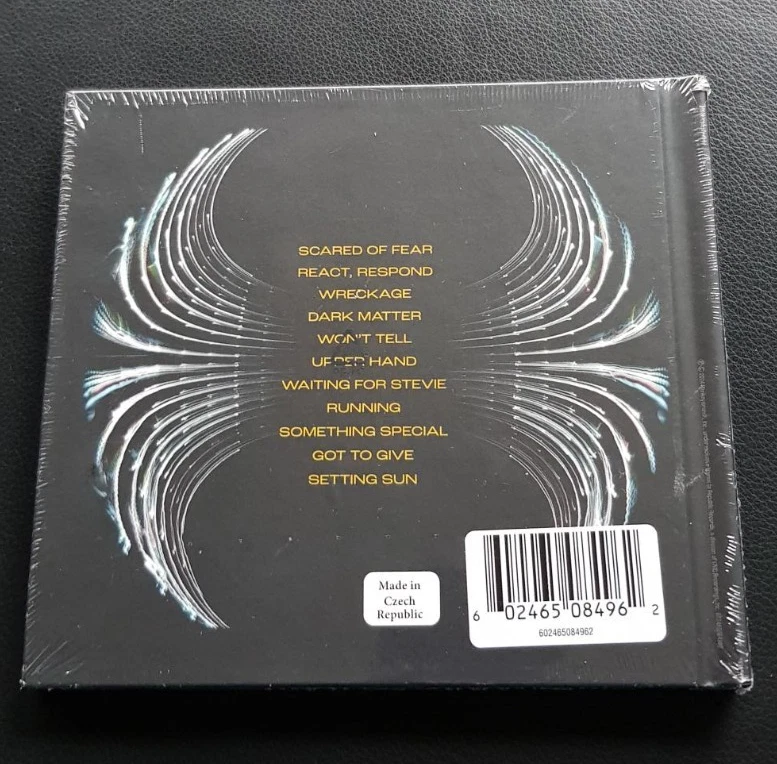 SCARED OF FEAR
REACT, RESPOND
WRECKAGE
DARK MATTER
WON'T TELL
UPPER HAND
WAITING FOR STEVIE
RUNNING
SOMETHING SPECIAL
GOT TO GIVE
SETTING SUN
Made in
Czech
Republic
6 02465 08496 2
602465084962